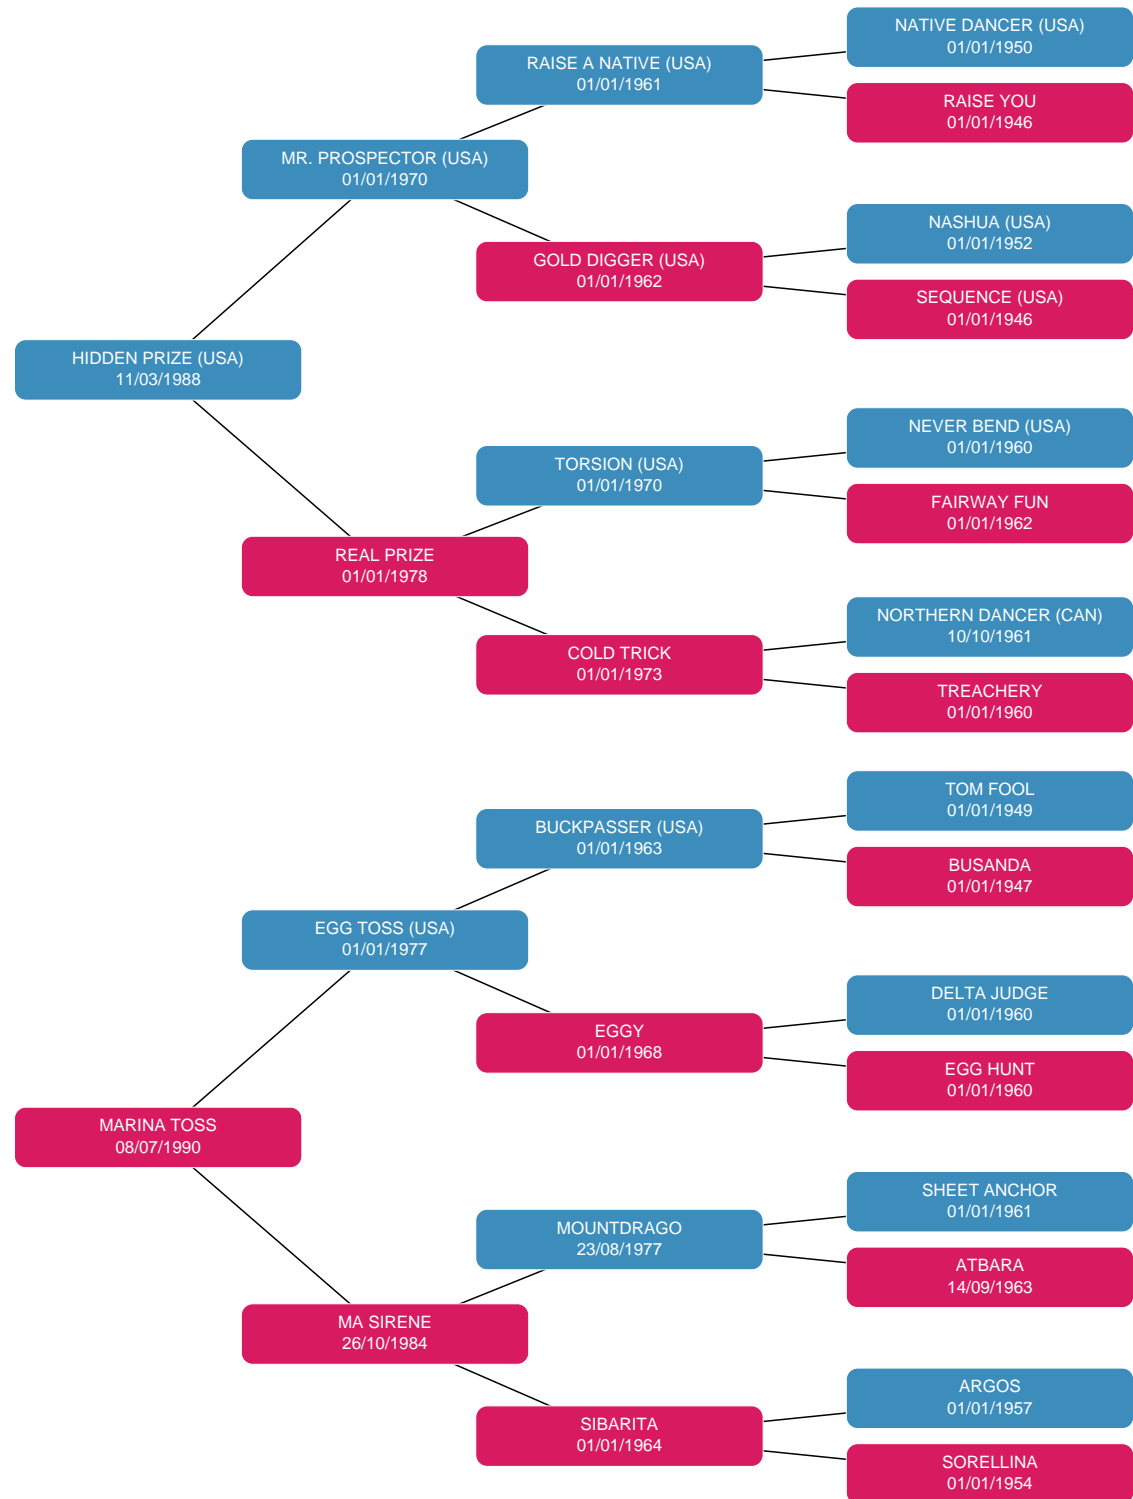 NATIVE DANCER (USA)
01/01/1950
RAISE A NATIVE (USA)
01/01/1961
RAISE YOU
01/01/1946
MR. PROSPECTOR (USA)
01/01/1970
NASHUA (USA)
01/01/1952
GOLD DIGGER (USA)
01/01/1962
SEQUENCE (USA)
01/01/1946
HIDDEN PRIZE (USA)
11/03/1988
NEVER BEND (USA)
01/01/1960
TORSION (USA)
01/01/1970
FAIRWAY FUN
01/01/1962
REAL PRIZE
01/01/1978
NORTHERN DANCER (CAN)
10/10/1961
COLD TRICK
01/01/1973
TREACHERY
01/01/1960
TOM FOOL
01/01/1949
BUCKPASSER (USA)
01/01/1963
BUSANDA
01/01/1947
EGG TOSS (USA)
01/01/1977
DELTA JUDGE
01/01/1960
EGGY
01/01/1968
EGG HUNT
01/01/1960
MARINA TOSS
08/07/1990
SHEET ANCHOR
01/01/1961
MOUNTDRAGO
23/08/1977
ATBARA
14/09/1963
MA SIRENE
26/10/1984
ARGOS
01/01/1957
SIBARITA
01/01/1964
SORELLINA
01/01/1954